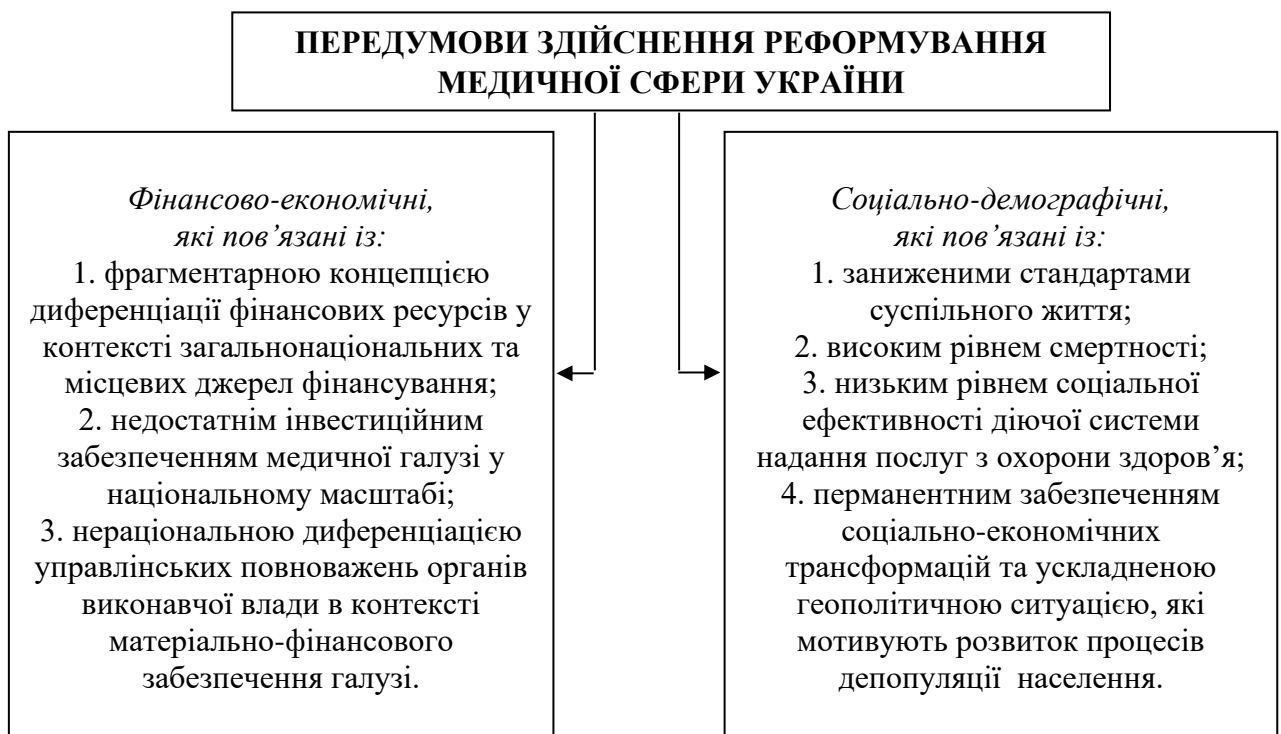 ПЕРЕДУМОВИ ЗДІЙСНЕННЯ РЕФОРМУВАННЯ
МЕДИЧНОЇ СФЕРИ УКРАЇНИ
Фінансово-економічні,
які пов’язані із:
1. фрагментарною концепцією
диференціації фінансових ресурсів у
контексті загальнонаціональних та
місцевих джерел фінансування;
2. недостатнім інвестиційним
забезпеченням медичної галузі у
національному масштабі;
3. нераціональною диференціацією
управлінських повноважень органів
виконавчої влади в контексті
матеріально-фінансового
забезпечення галузі.
Соціально-демографічні,
які пов’язані із:
1. заниженими стандартами
суспільного життя;
2. високим рівнем смертності;
3. низьким рівнем соціальної
ефективності діючої системи
надання послуг з охорони здоров’я;
4. перманентним забезпеченням
соціально-економічних
трансформацій та ускладненою
геополітичною ситуацією, які
мотивують розвиток процесів
депопуляції  населення.